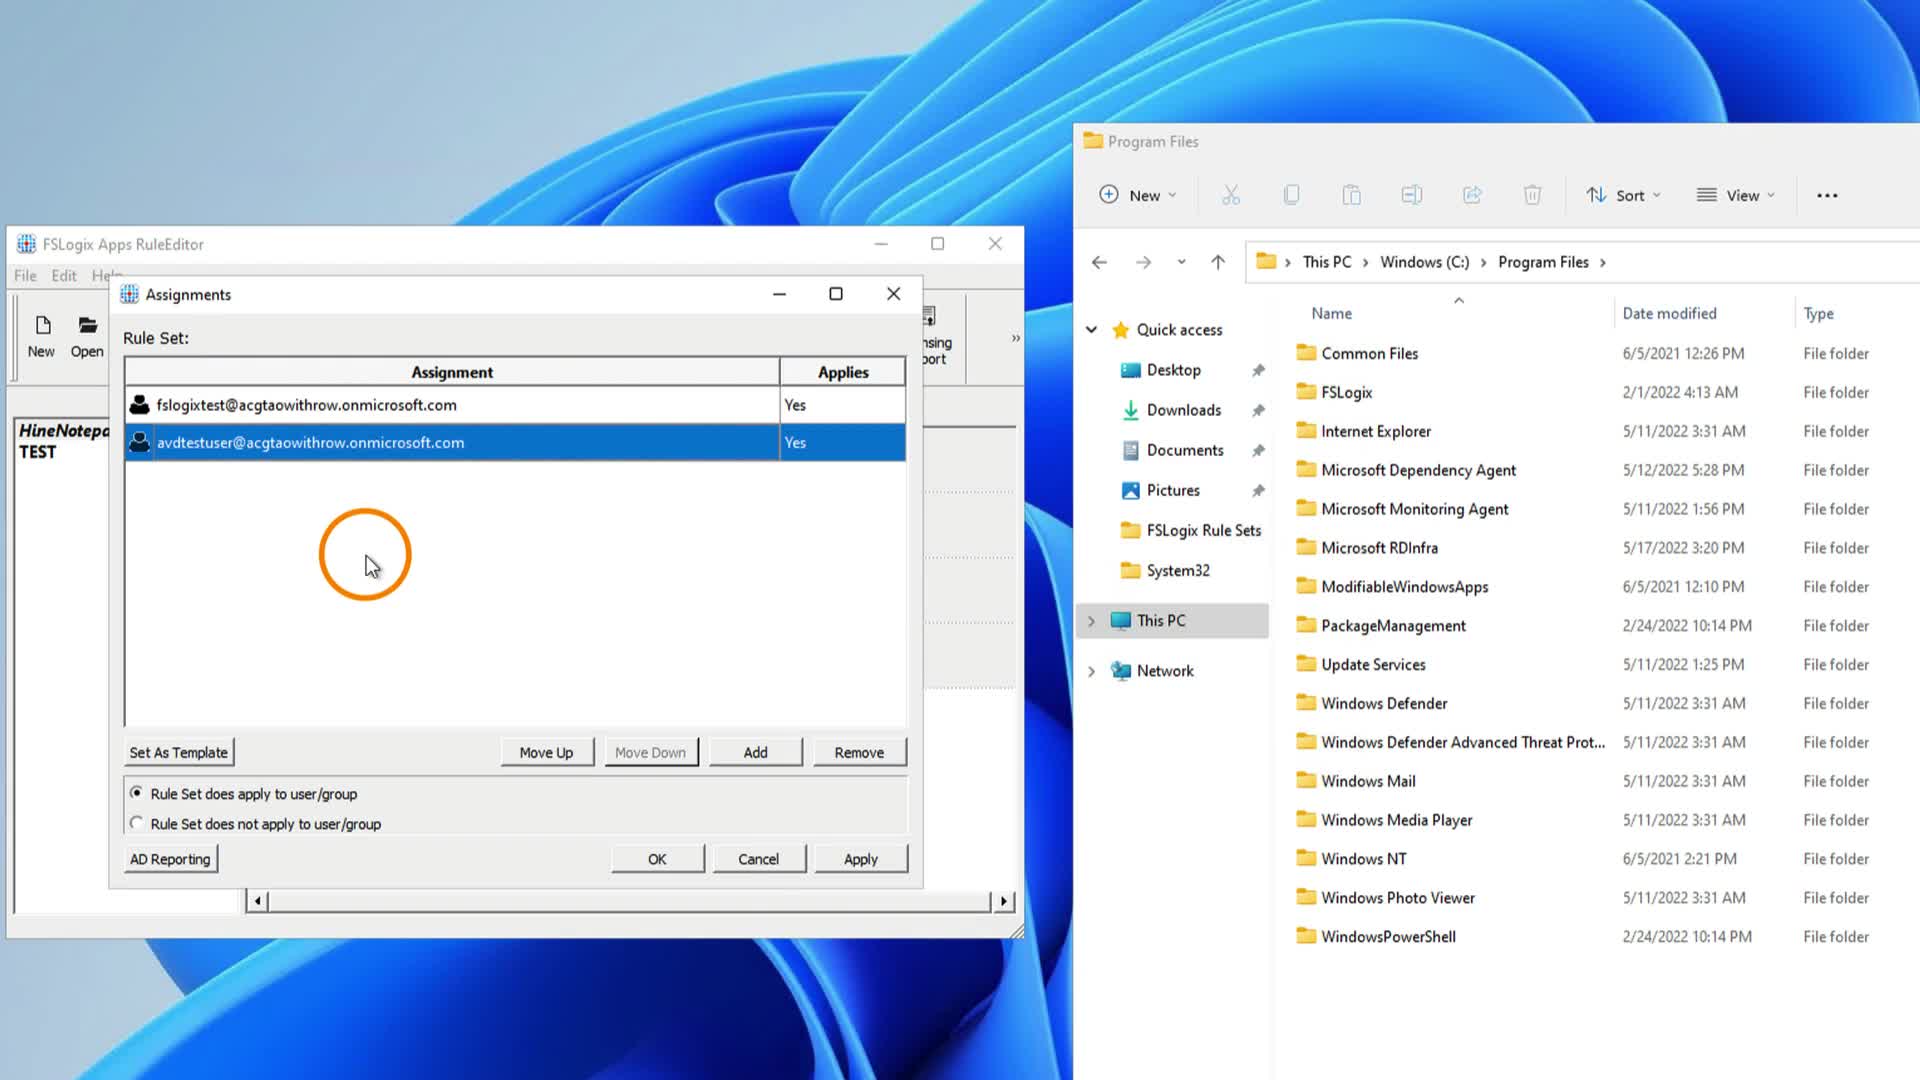 FSLogix Apps RuleEditor
File Edit Help
New Open
nsing
port
»
HineNotepa
TEST
Assignments
Rule Set:
Assignment Applies
fslogixtest@acgtaowithrow.onmicrosoft.com Yes
avdtestuser@acgtaowithrow.onmicrosoft.com Yes
Set As Template Move Up Move Down Add Remove
Rule Set does apply to user/group
Rule Set does not apply to user/group
AD Reporting OK Cancel Apply
Program Files
New Sort View ...
This PC > Windows (C:) > Program Files >
Quick access
Desktop
Downloads
Documents
Pictures
FSLogix Rule Sets
System32
This PC
Network
Name Date modified Type
Common Files 6/5/2021 12:26 PM File folder
FSLogix 2/1/2022 4:13 AM File folder
Internet Explorer 5/11/2022 3:31 AM File folder
Microsoft Dependency Agent 5/12/2022 5:28 PM File folder
Microsoft Monitoring Agent 5/11/2022 1:56 PM File folder
Microsoft RDInfra 5/17/2022 3:20 PM File folder
ModifiableWindowsApps 6/5/2021 12:10 PM File folder
PackageManagement 2/24/2022 10:14 PM File folder
Update Services 5/11/2022 1:25 PM File folder
Windows Defender 5/11/2022 3:31 AM File folder
Windows Defender Advanced Threat Prot... 5/11/2022 3:31 AM File folder
Windows Mail 5/11/2022 3:31 AM File folder
Windows Media Player 5/11/2022 3:31 AM File folder
Windows NT 6/5/2021 2:21 PM File folder
Windows Photo Viewer 5/11/2022 3:31 AM File folder
WindowsPowerShell 2/24/2022 10:14 PM File folder